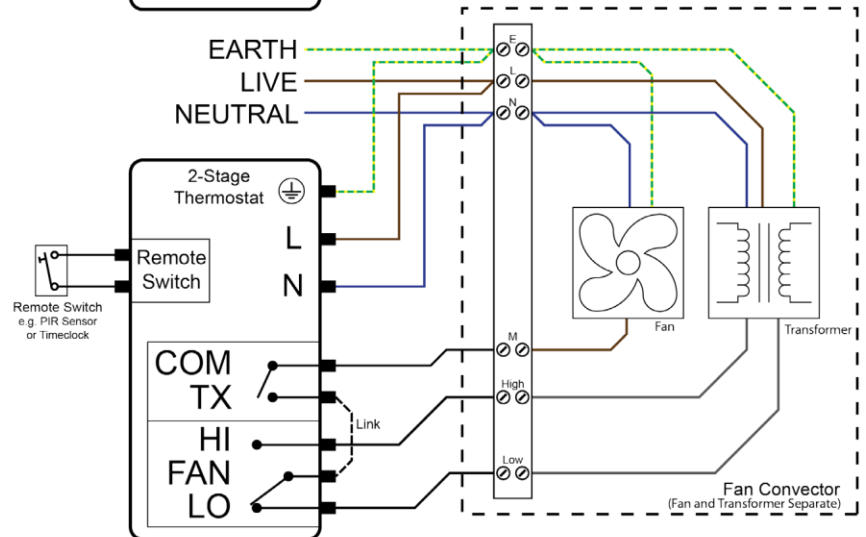 EARTH
LIVE
NEUTRAL
E
L
N
2-Stage
Thermostat
L
N
Remote
Switch
Remote Switch
e.g. PIR Sensor
or Timeclock
COM
TX
HI
FAN
LO
Link
M
High
Low
Fan
Transformer
Fan Convector
(Fan and Transformer Separate)